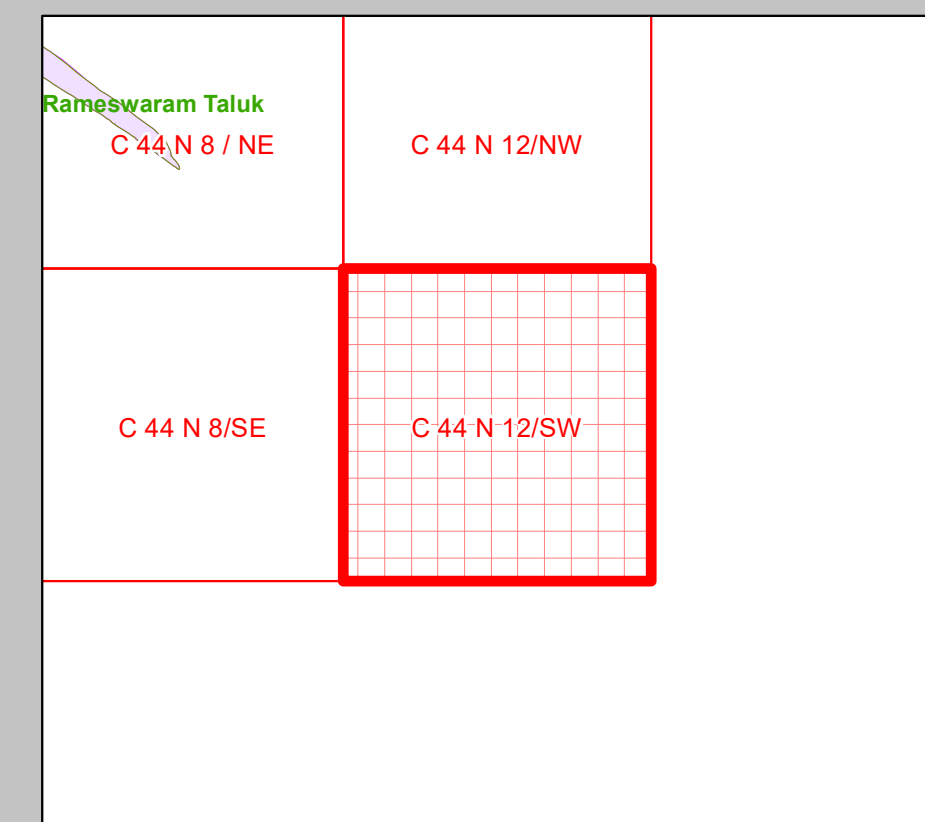 Rameswaram Taluk
C 44 N 8 / NE
C 44 N 12/NW
C 44 N 8/SE
C 44 N 12/SW